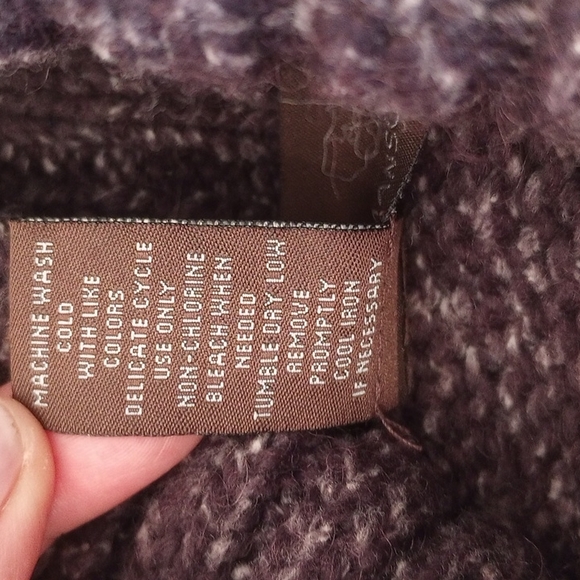 MACHINE WASH
COLD
WITH LIKE
COLORS
DELICATE CYCLE
USE ONLY
NON-CHLORINE
BLEACH WHEN
NEEDED
TUMBLE DRY LOW
REMOVE
PROMPTLY
COOL IRON
IF NECESSARY